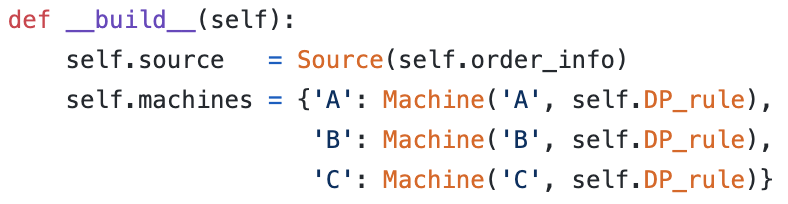 def __build__(self):
    self.source   = Source(self.order_info)
    self.machines = {'A': Machine('A', self.DP_rule),
                     'B': Machine('B', self.DP_rule),
                     'C': Machine('C', self.DP_rule)}